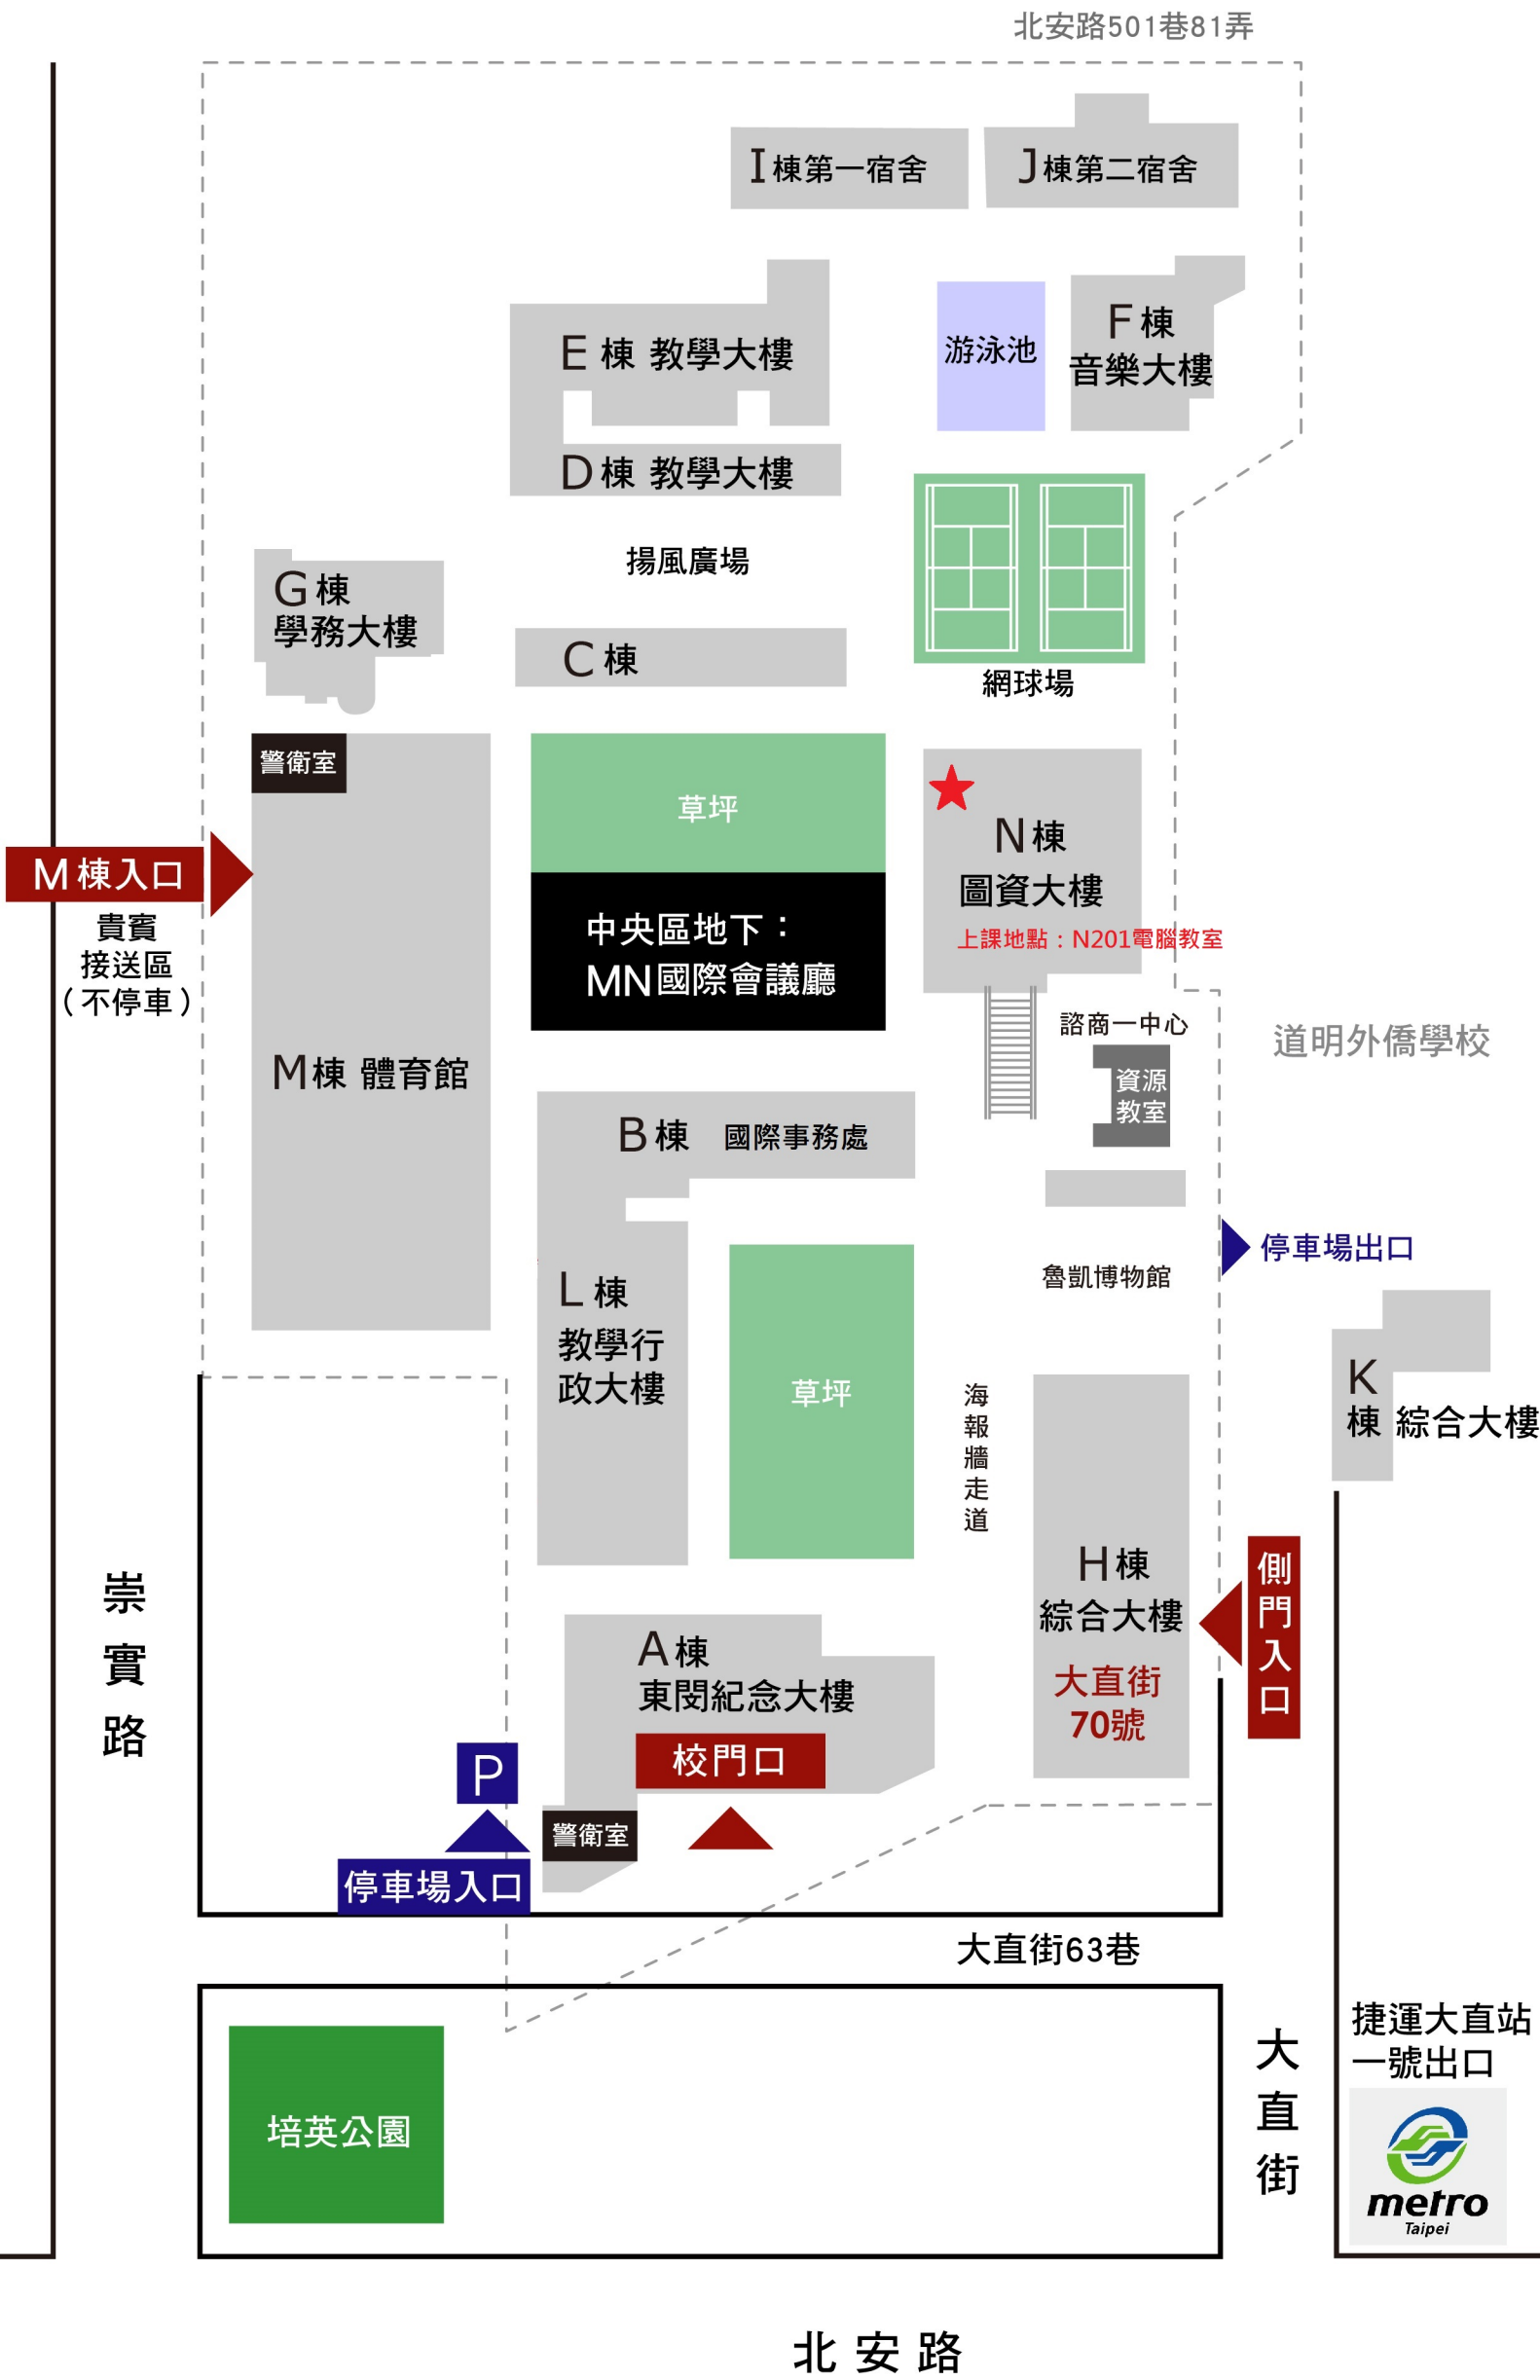 北安路501巷81弄
I棟第一宿舍
J棟第二宿舍
E 棟 教學大樓
游泳池
F 棟
音樂大樓
D 棟 教學大樓
揚風廣場
G 棟
學務大樓
C 棟
網球場
警衛室
草坪
N 棟
圖資大樓
上課地點：N201電腦教室
M棟入口
貴賓
接送區
（不停車）
中央區地下：
MN國際會議廳
諮商一中心
道明外僑學校
資源
教室
M棟 體育館
B 棟 國際事務處
停車場出口
魯凱博物館
L 棟
教學行
政大樓
草坪
海報牆走道
K
棟 綜合大樓
H 棟
綜合大樓
大直街
70號
側門入口
崇實路
A 棟
東閔紀念大樓
校門口
P
警衛室
停車場入口
大直街63巷
大直街
捷運大直站
一號出口
培英公園
metro
Taipei
北安路